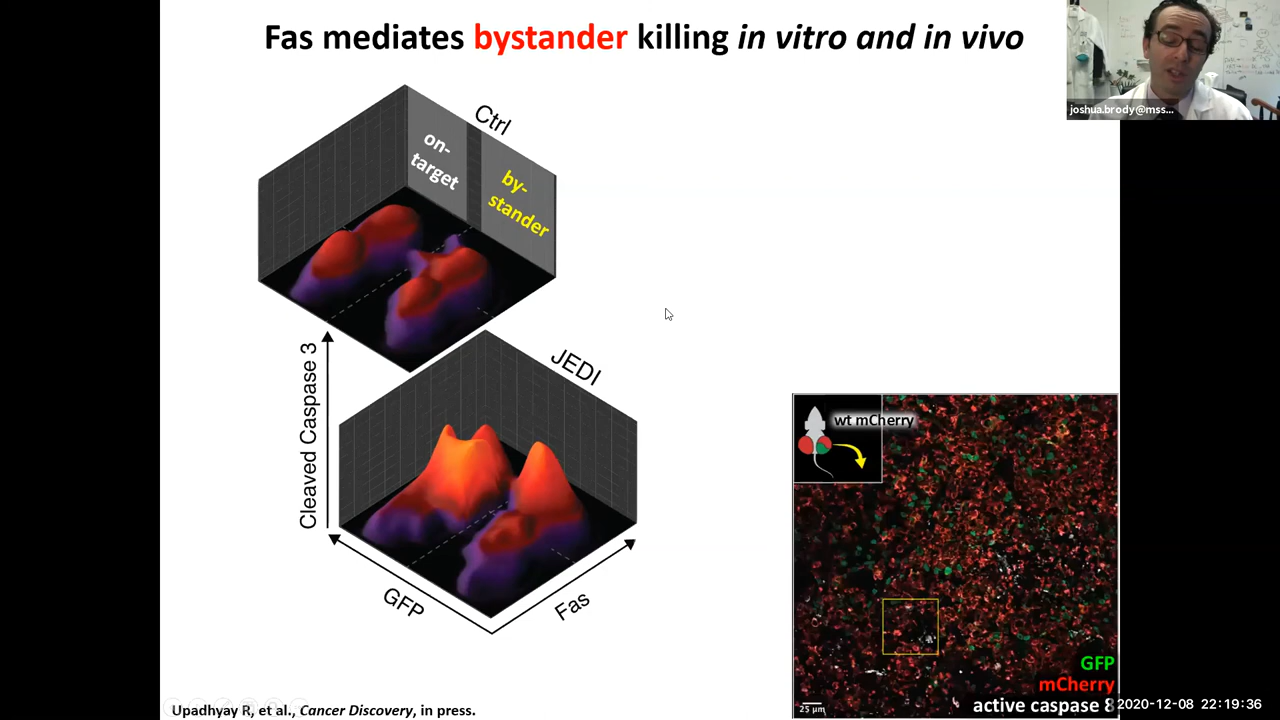 Fas mediates bystander killing in vitro and in vivo
joshua.brody@mss...
Ctrl
on-
target
by-
stander
JEDI
Cleaved Caspase 3
GFP
Fas
wt mCherry
GFP
mCherry
active caspase 8
25 µm
2020-12-08 22:19:36
Upadhyay R, et al., Cancer Discovery, in press.